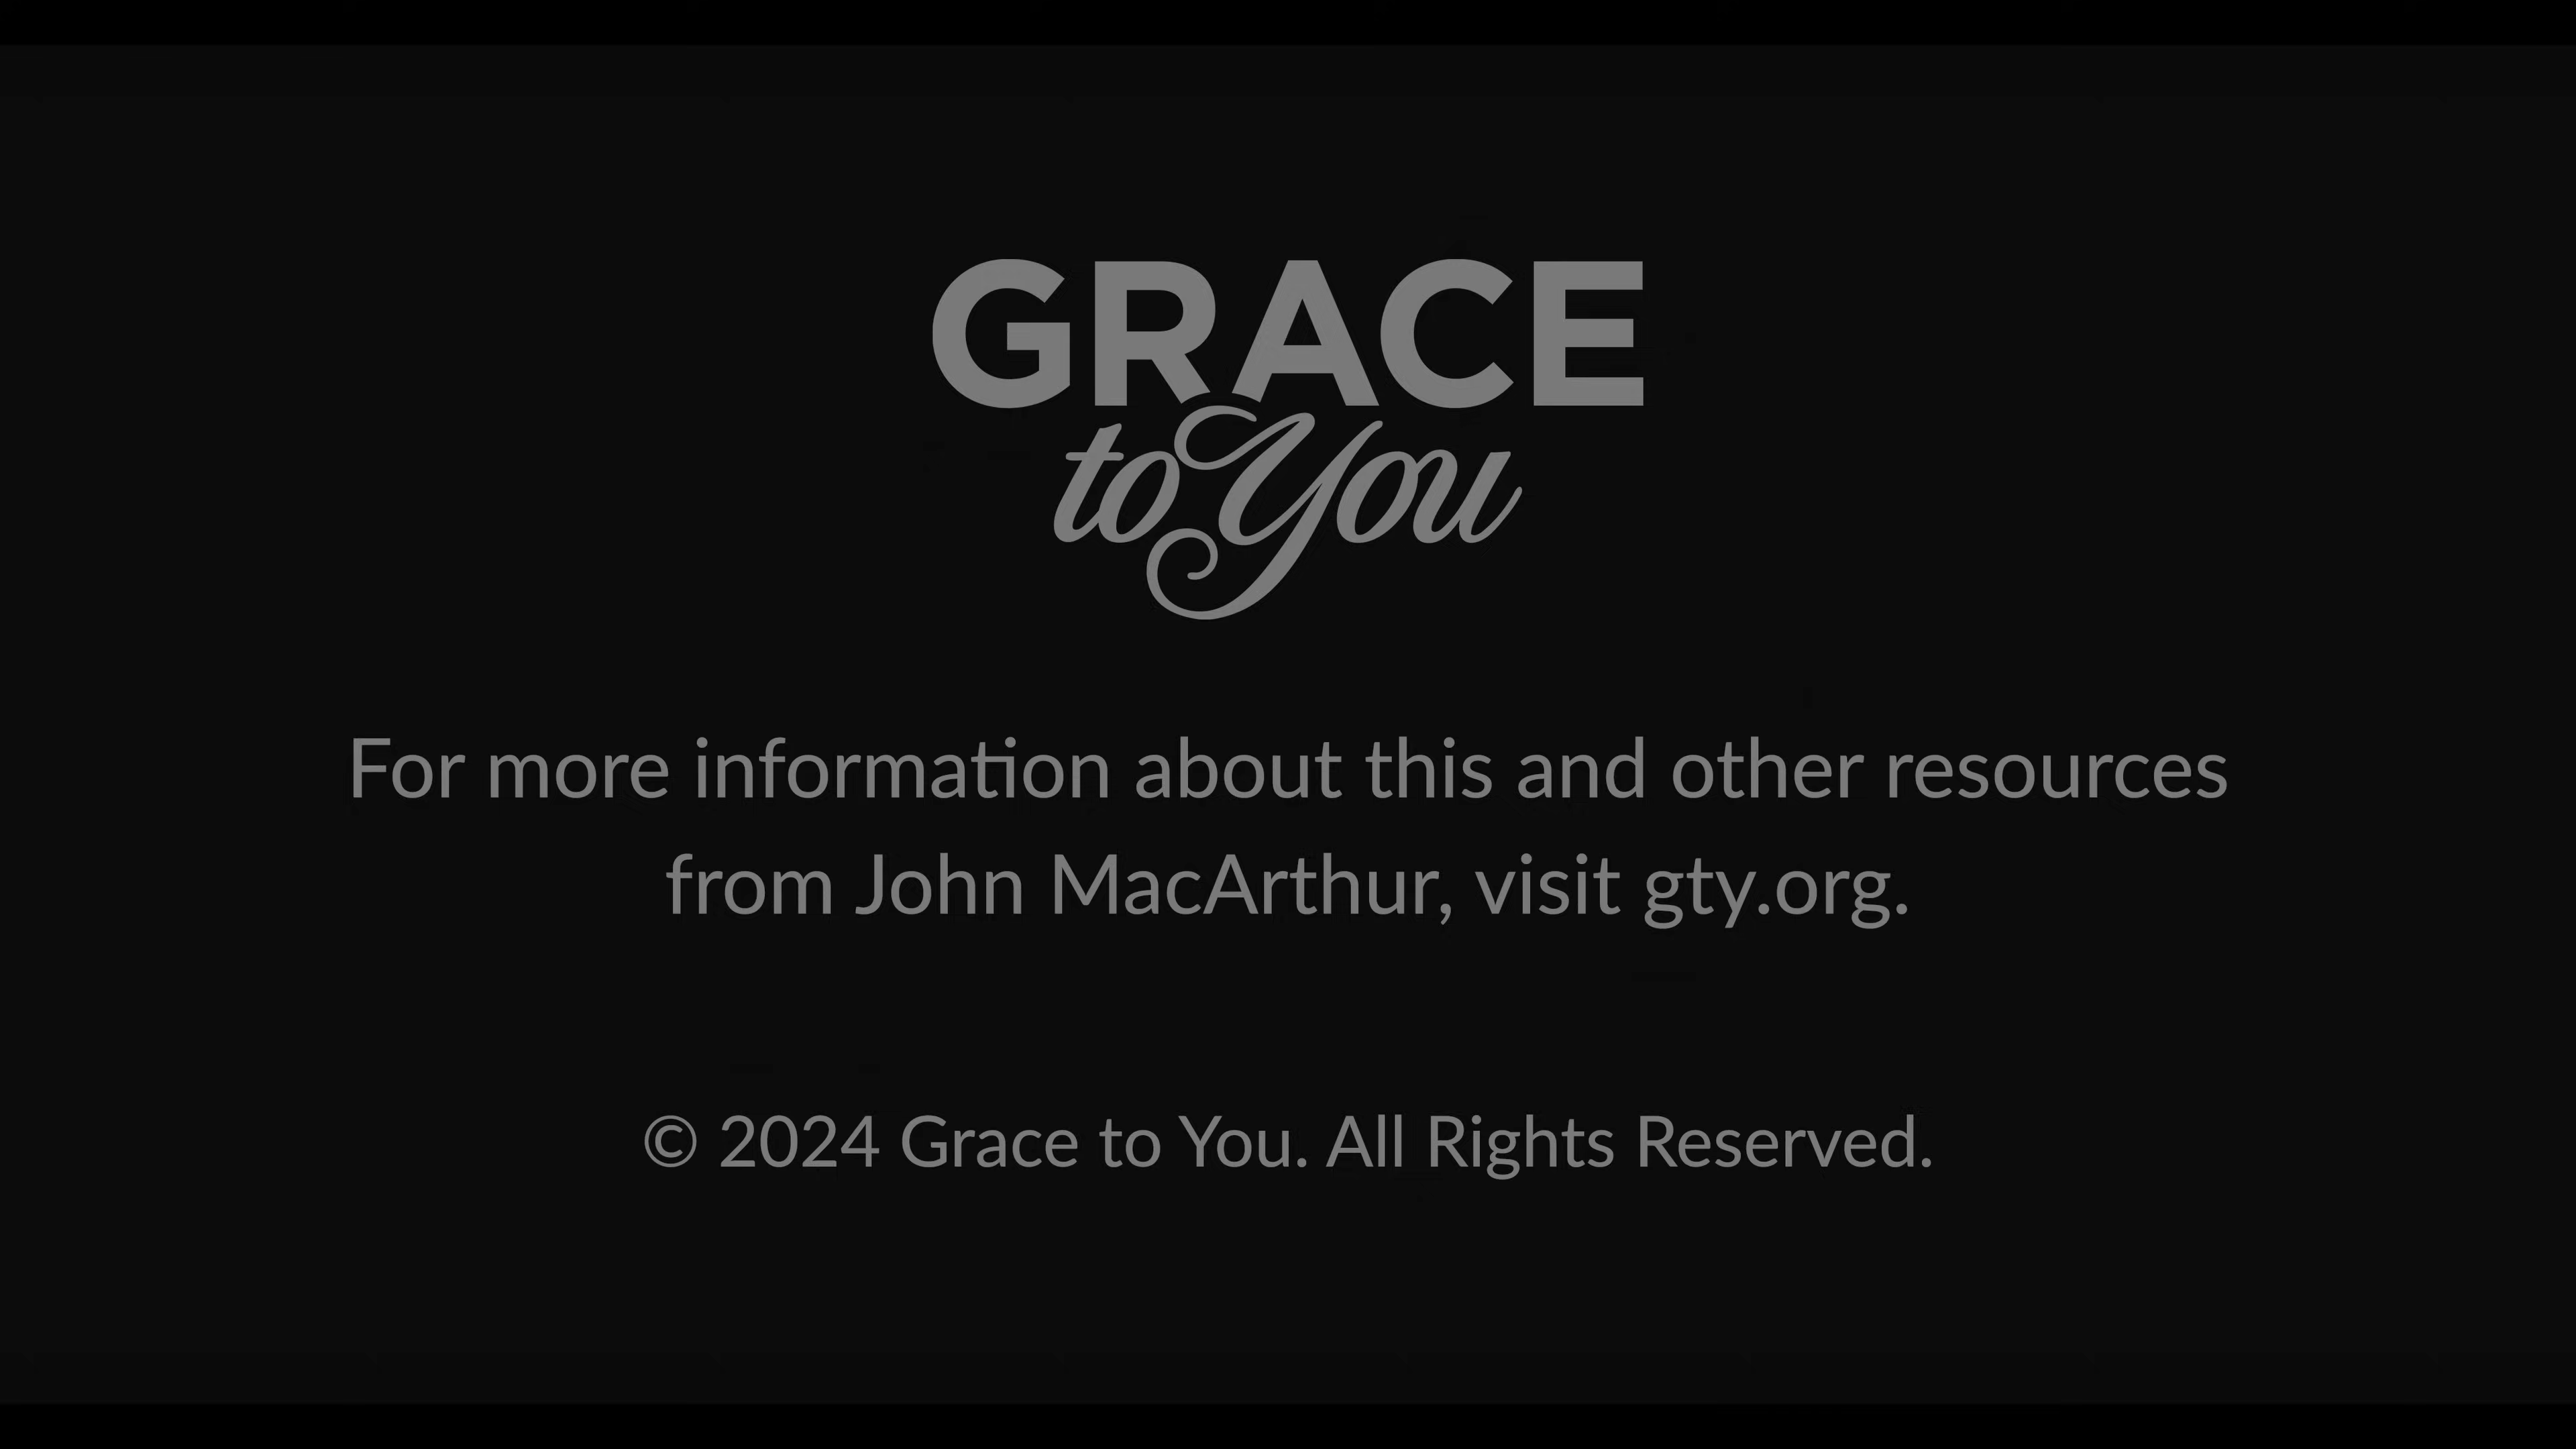 GRACE
to You
For more information about this and other resources
from John MacArthur, visit gty.org.
© 2024 Grace to You. All Rights Reserved.